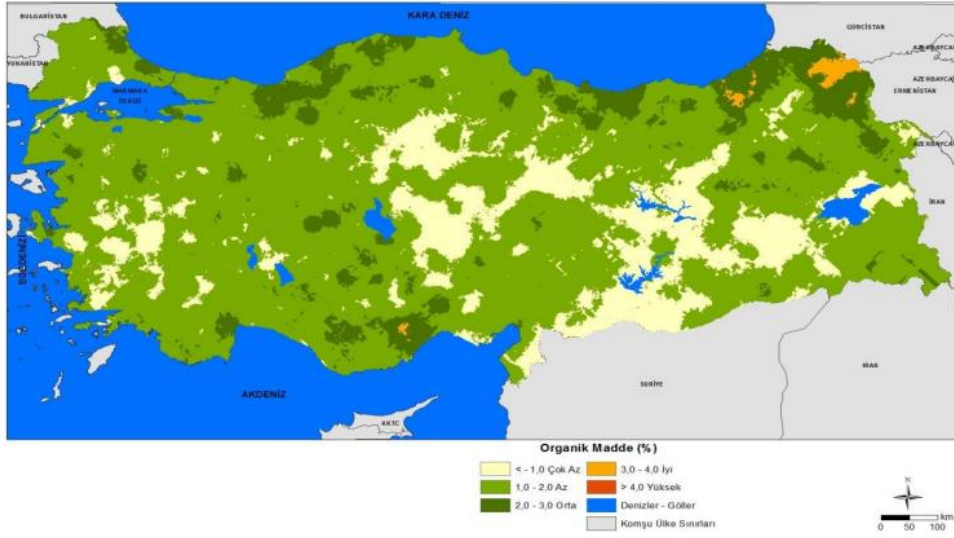 BULGARİSTAN
KARA DENİZ
GÜRCİSTAN
AZERBAYCAN
YUNANİSTAN
MARMARA
DENİZİ
AZERBAYCAN
ERMENİSTAN
AZERBAYCAN
İRAN
EGE DENİZİ
IRAK
SURİYE
AKDENİZ
KKTC
Organik Madde (%)
< - 1,0 Çok Az
1,0 - 2,0 Az
2,0 - 3,0 Orta
3,0 - 4,0 İyi
> 4,0 Yüksek
Denizler - Göller
Komşu Ülke Sınırları
N
km
0 50 100